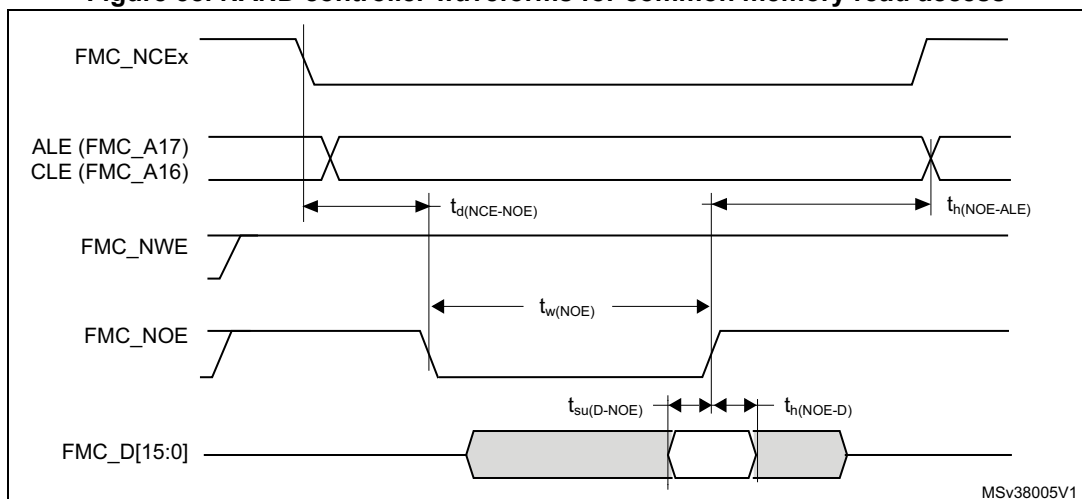 Figure 58. NAND controller waveforms for common memory read access
FMC_NCEx
ALE (FMC_A17)
CLE (FMC_A16)
td(NCE-NOE)
th(NOE-ALE)
FMC_NWE
tw(NOE)
FMC_NOE
tsu(D-NOE)
th(NOE-D)
FMC_D[15:0]
MSv38005V1